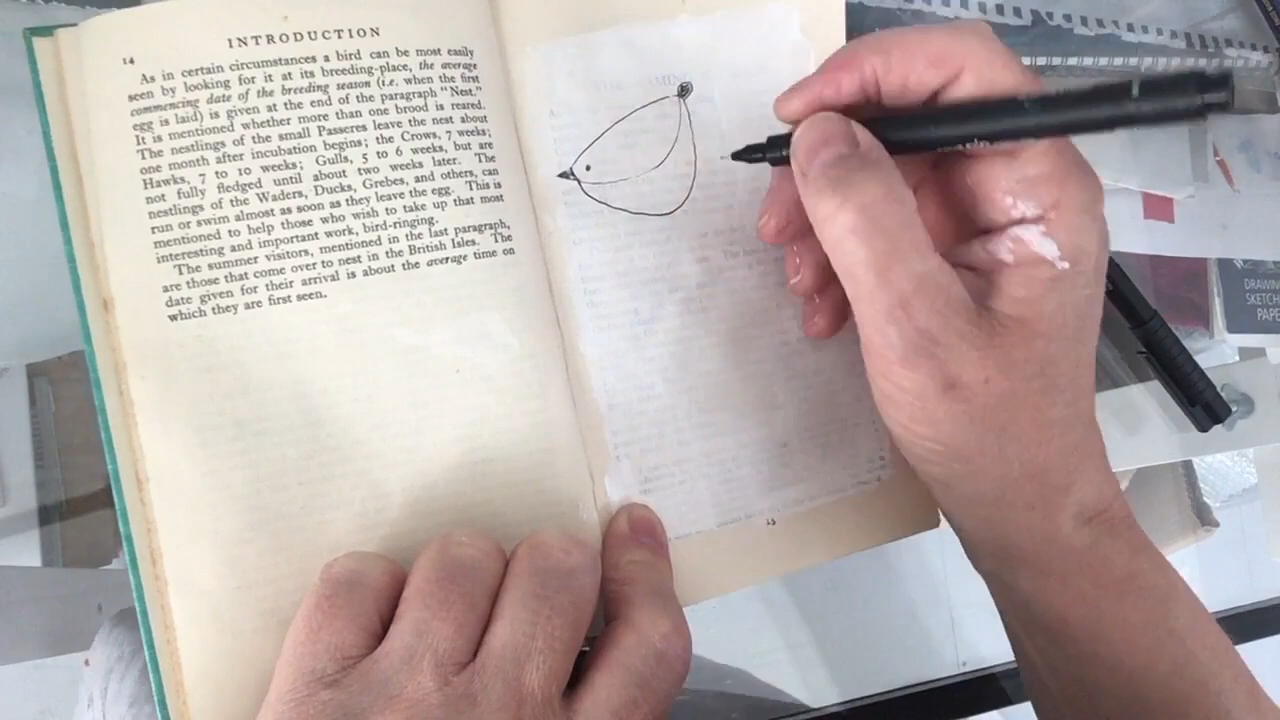 14
INTRODUCTION
As in certain circumstances a bird can be most easily
seen by looking for it at its breeding-place, the average
commencing date of the breeding season (i.e. when the first
egg is laid) is given at the end of the paragraph "Nest."
It is mentioned whether more than one brood is reared.
The nestlings of the small Passeres leave the nest about
one month after incubation begins; the Crows, 7 weeks;
Hawks, 7 to 10 weeks; Gulls, 5 to 6 weeks, but are
not fully fledged until about two weeks later. The
nestlings of the Waders, Ducks, Grebes, and others, can
run or swim almost as soon as they leave the egg. This is
mentioned to help those who wish to take up that most
interesting and important work, bird-ringing.
The summer visitors, mentioned in the last paragraph,
are those that come over to nest in the British Isles. The
date given for their arrival is about the average time on
which they are first seen.
15
DRAWING
SKETCH